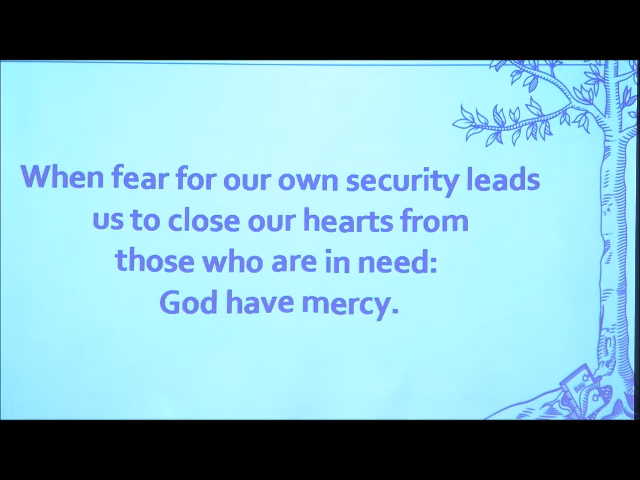 When fear for our own security leads
us to close our hearts from
those who are in need:
God have mercy.